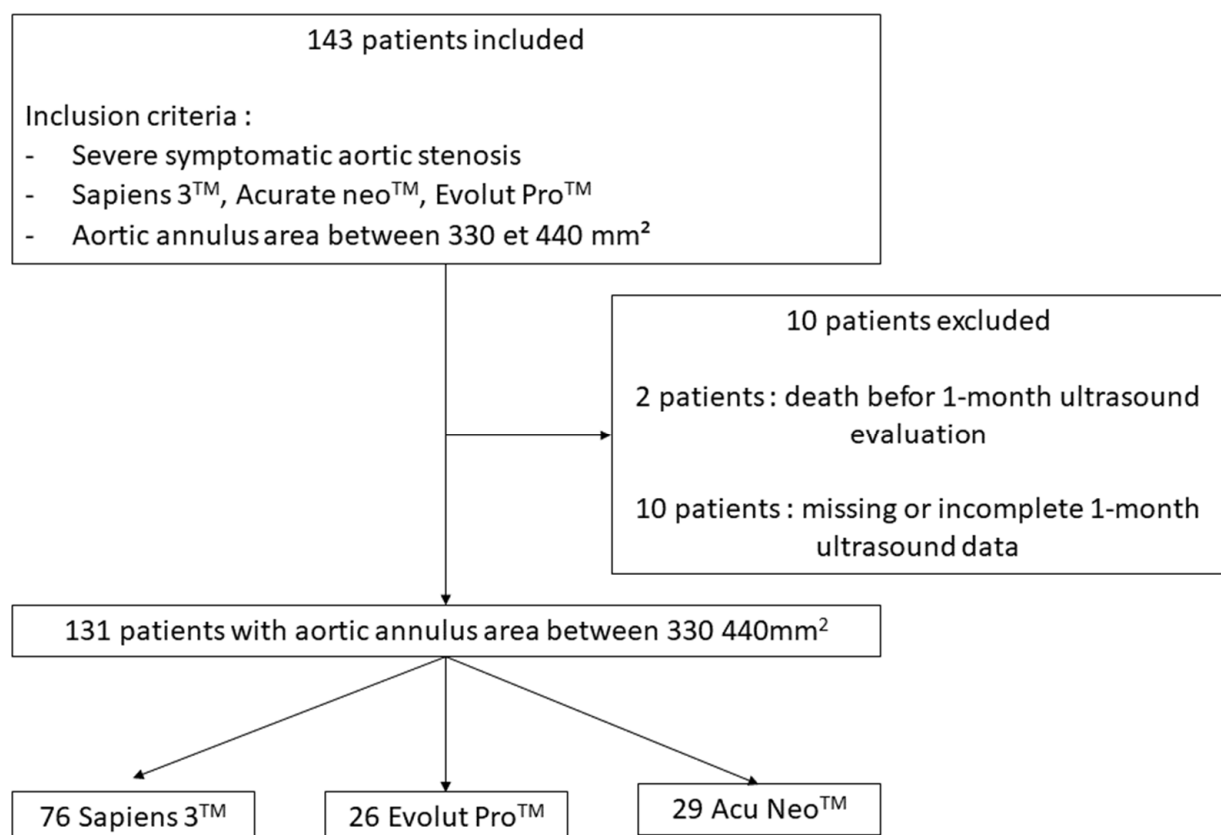 143 patients included
Inclusion criteria :
- Severe symptomatic aortic stenosis
- Sapiens 3™, Acurate neo™, Evolut Pro™
- Aortic annulus area between 330 et 440 mm²
10 patients excluded
2 patients : death befor 1-month ultrasound
evaluation
10 patients : missing or incomplete 1-month
ultrasound data
131 patients with aortic annulus area between 330 440mm²
76 Sapiens 3™
26 Evolut Pro™
29 Acu Neo™